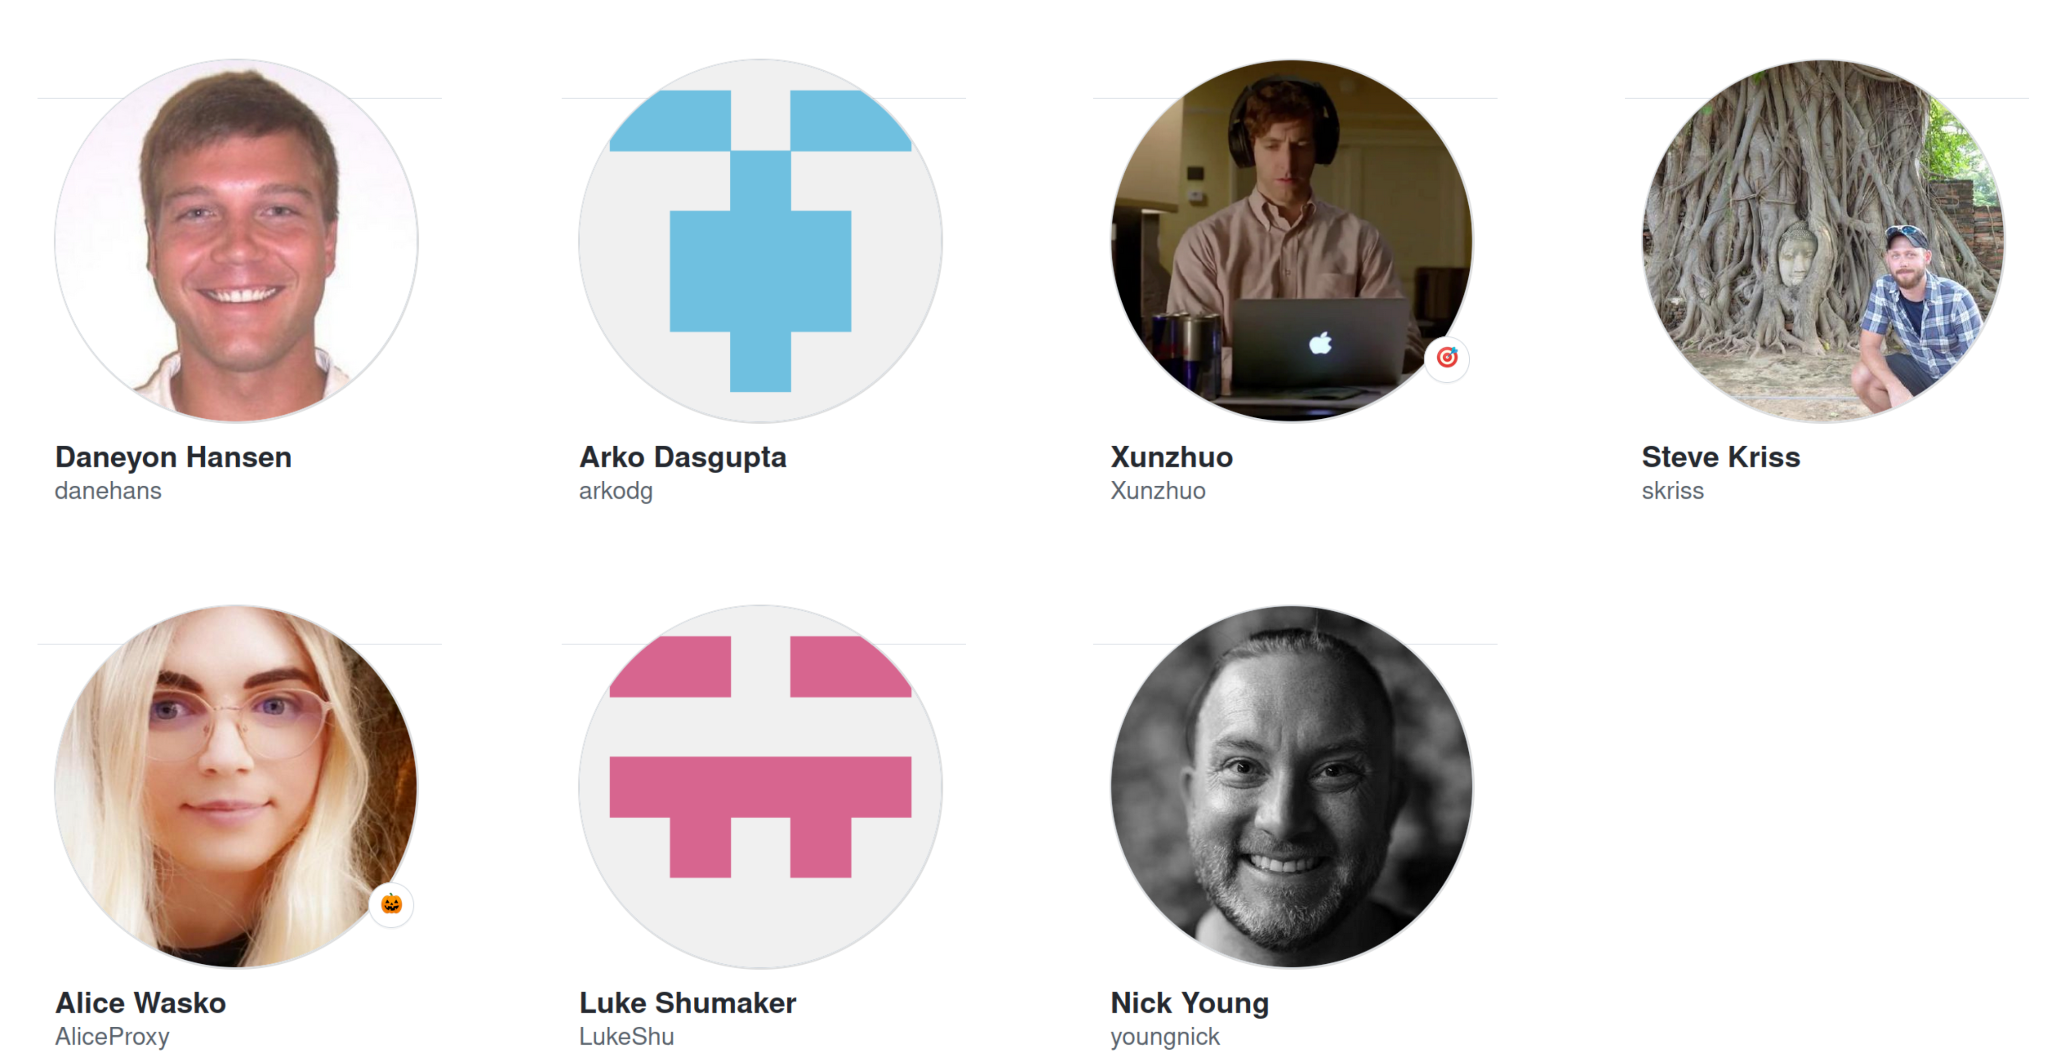 Daneyon Hansen
danehans
Arko Dasgupta
arkodg
Xunzhuo
Xunzhuo
Steve Kriss
skriss
Alice Wasko
AliceProxy
Luke Shumaker
LukeShu
Nick Young
youngnick